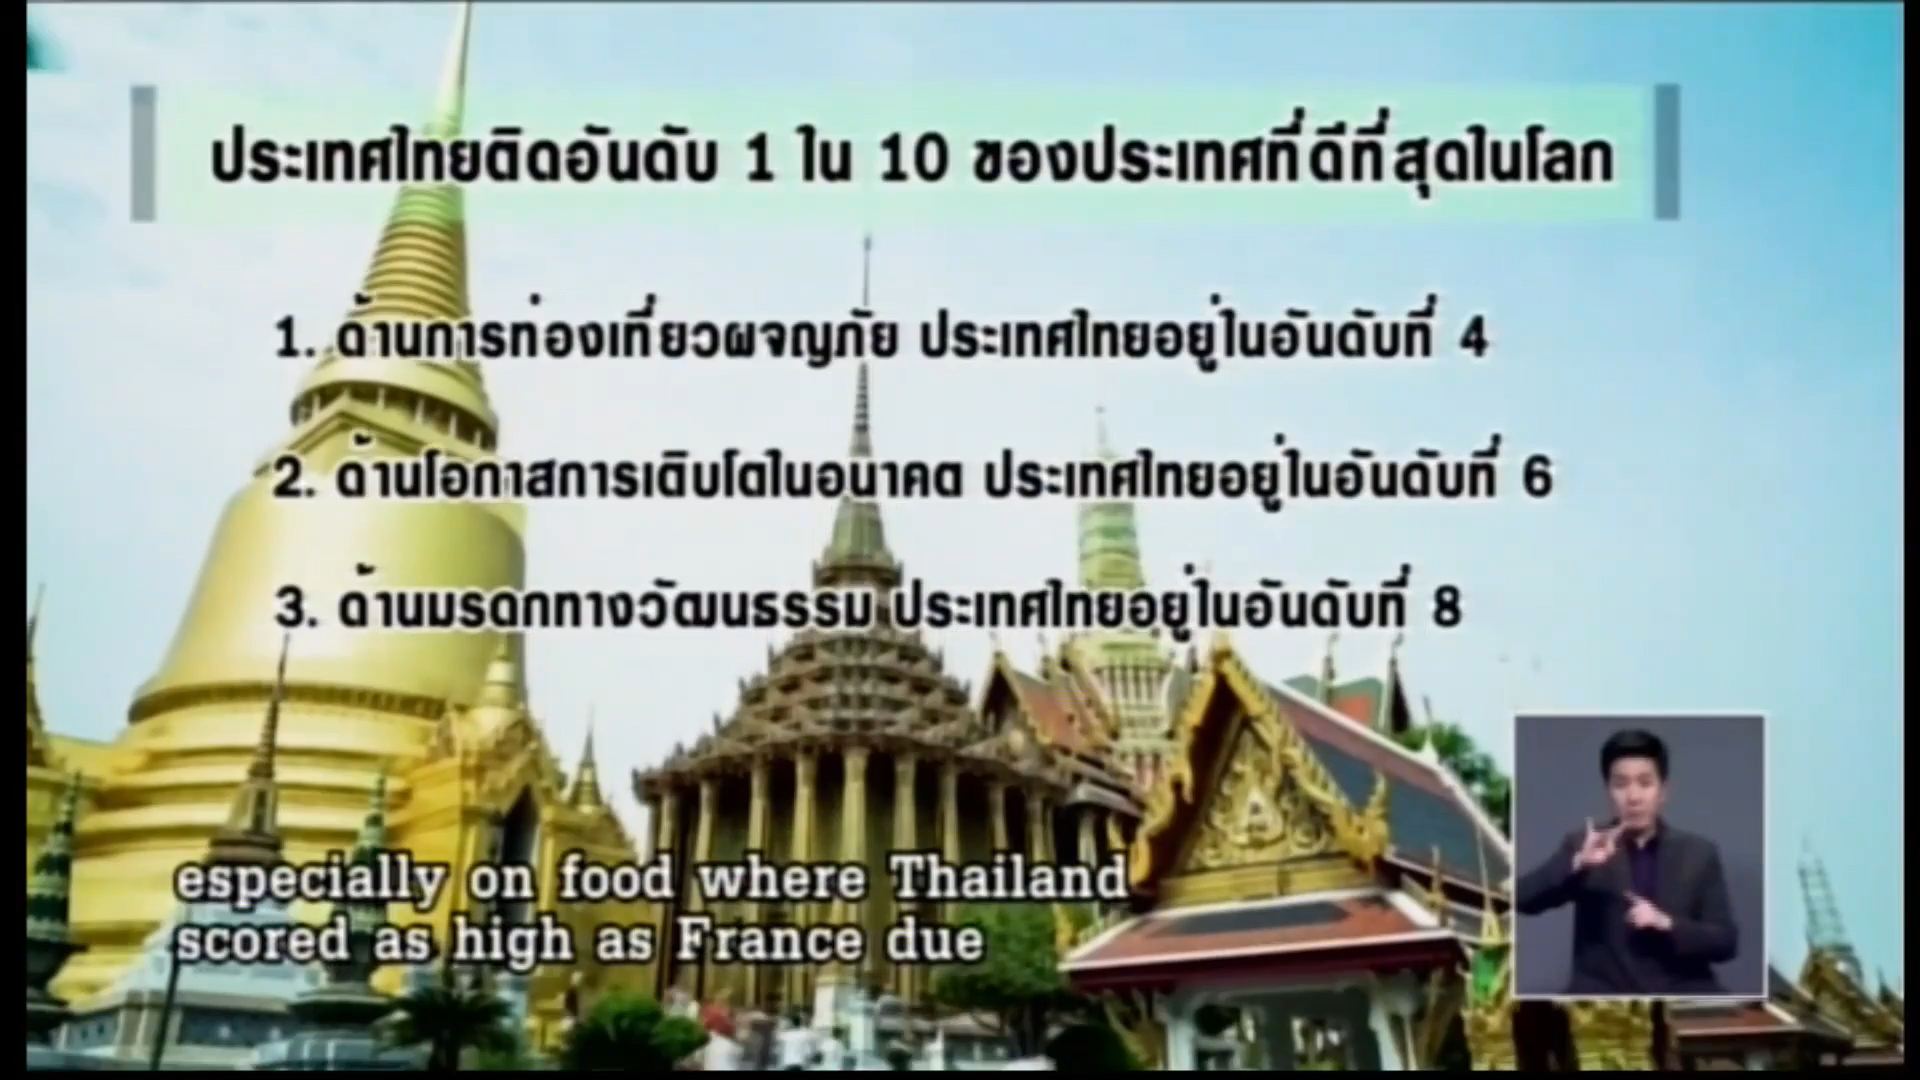 ประเทศไทยติดอันดับ 1 ใน 10 ของประเทศที่ดีที่สุดในโลก
1. ด้านการท่องเที่ยวผจญภัย ประเทศไทยอยู่ในอันดับที่ 4
2. ด้านโอกาสการเติบโตในอนาคต ประเทศไทยอยู่ในอันดับที่ 6
3. ด้านมรดกทางวัฒนธรรม ประเทศไทยอยู่ในอันดับที่ 8
especially on food where Thailand
scored as high as France due